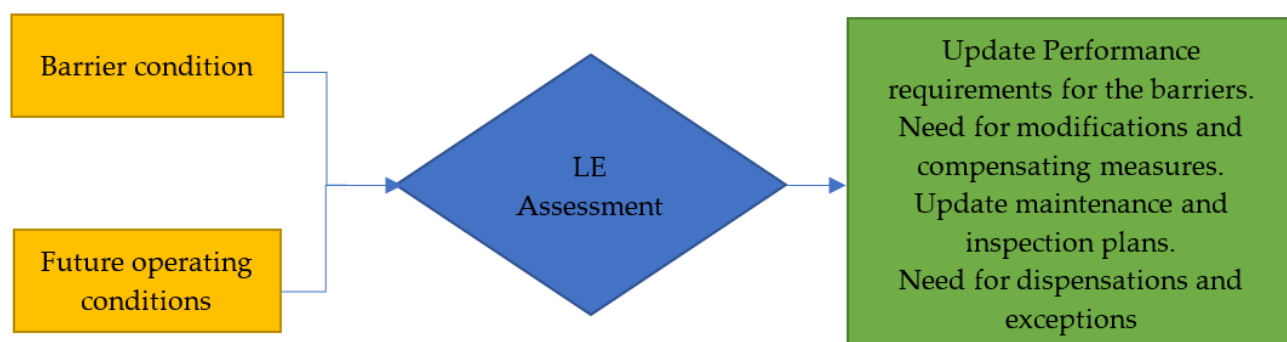 Barrier condition
Future operating
conditions
LE
Assessment
Update Performance
requirements for the barriers.
Need for modifications and
compensating measures.
Update maintenance and
inspection plans.
Need for dispensations and
exceptions